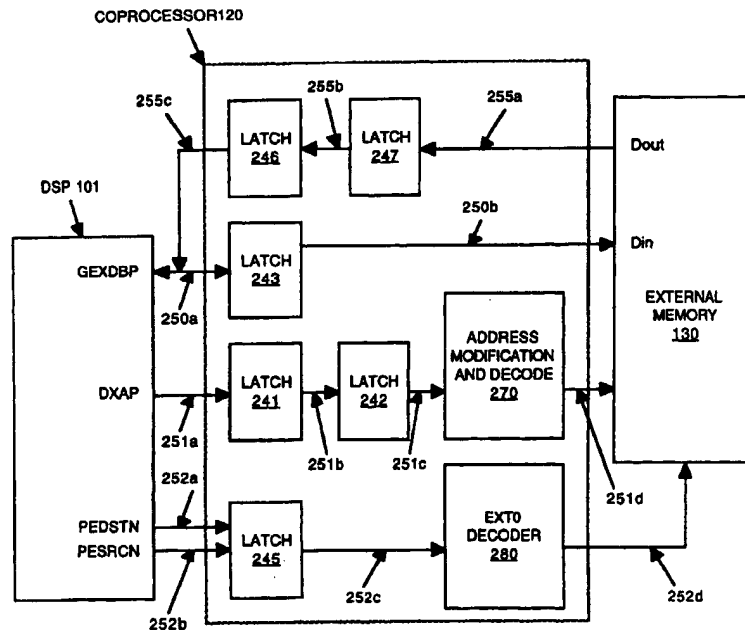 COPROCESSOR120
255c
255b
255a
LATCH
246
LATCH
247
Dout
DSP 101
250b
GEXDBP
LATCH
243
Din
250a
EXTERNAL
MEMORY
130
ADDRESS
MODIFICATION
AND DECODE
270
DXAP
LATCH
241
LATCH
242
251a
251b
251c
251d
252a
PEDSTN
PESRCN
LATCH
245
EXT0
DECODER
280
252b
252c
252d